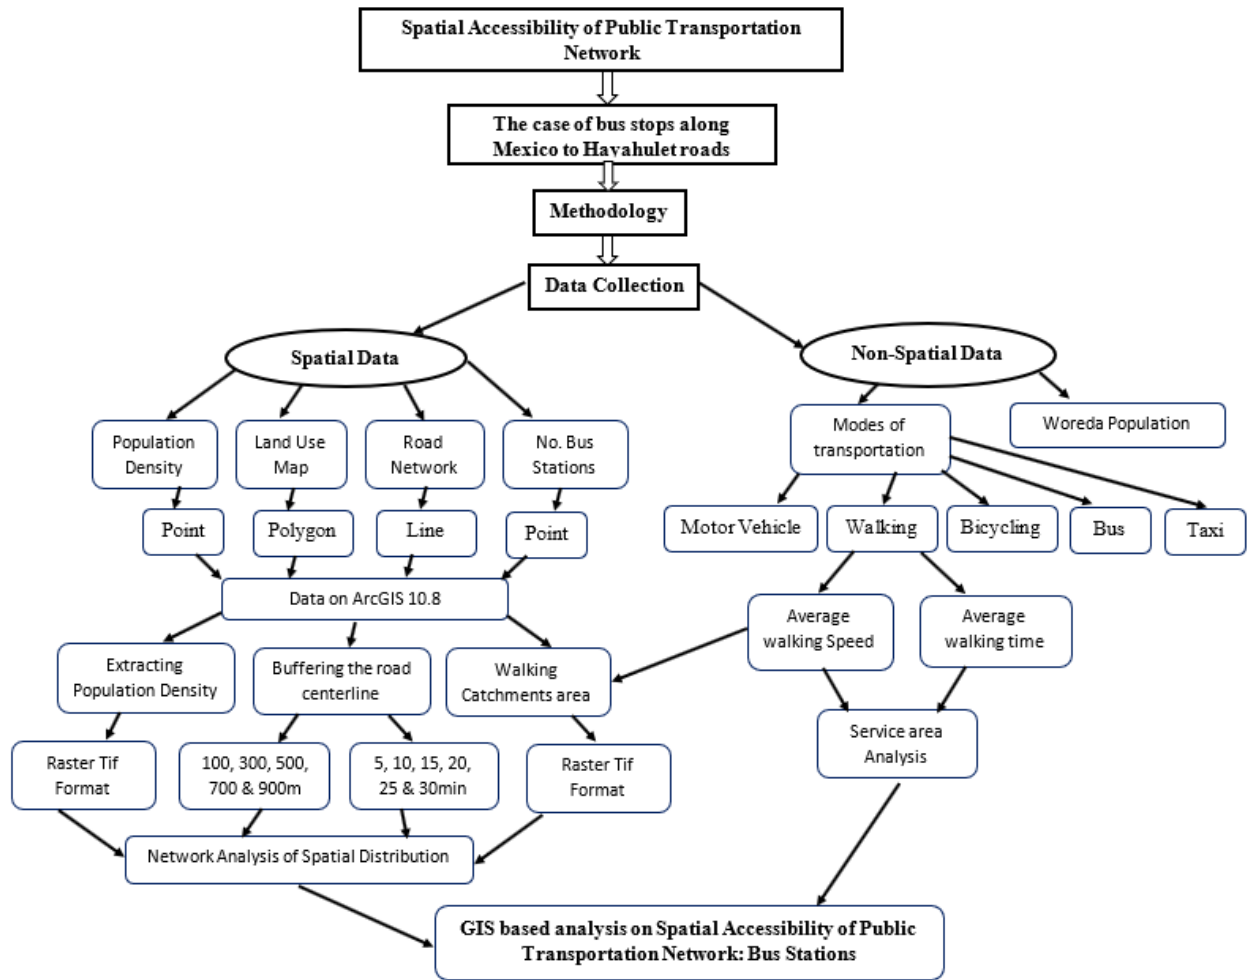 Spatial Accessibility of Public Transportation
Network
The case of bus stops along
Mexico to Hayahulet roads
Methodology
Data Collection
Spatial Data
Non-Spatial Data
Population
Density
Land Use
Map
Road
Network
No. Bus
Stations
Modes of
transportation
Woreda Population
Point
Polygon
Line
Point
Motor Vehicle
Walking
Bicycling
Bus
Taxi
Data on ArcGIS 10.8
Average
walking Speed
Average
walking time
Extracting
Population Density
Buffering the road
centerline
Walking
Catchments area
Service area
Analysis
Raster Tif
Format
100, 300, 500,
700 & 900m
5, 10, 15, 20,
25 & 30min
Raster Tif
Format
Network Analysis of Spatial Distribution
GIS based analysis on Spatial Accessibility of Public
Transportation Network: Bus Stations